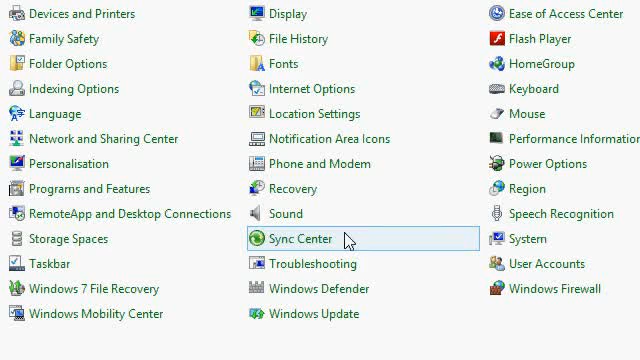 Devices and Printers
Display
Ease of Access Center
Family Safety
File History
Flash Player
Folder Options
Fonts
HomeGroup
Indexing Options
Internet Options
Keyboard
Language
Location Settings
Mouse
Network and Sharing Center
Notification Area Icons
Performance Information
Personalisation
Phone and Modem
Power Options
Programs and Features
Recovery
Region
RemoteApp and Desktop Connections
Sound
Speech Recognition
Storage Spaces
Sync Center
System
Taskbar
Troubleshooting
User Accounts
Windows 7 File Recovery
Windows Defender
Windows Firewall
Windows Mobility Center
Windows Update